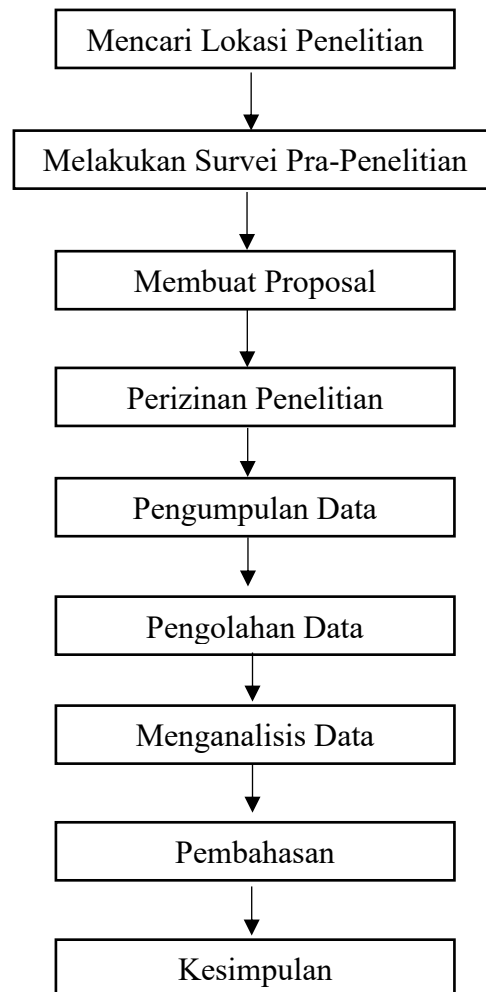 Mencari Lokasi Penelitian
Melakukan Survei Pra-Penelitian
Membuat Proposal
Perizinan Penelitian
Pengumpulan Data
Pengolahan Data
Menganalisis Data
Pembahasan
Kesimpulan